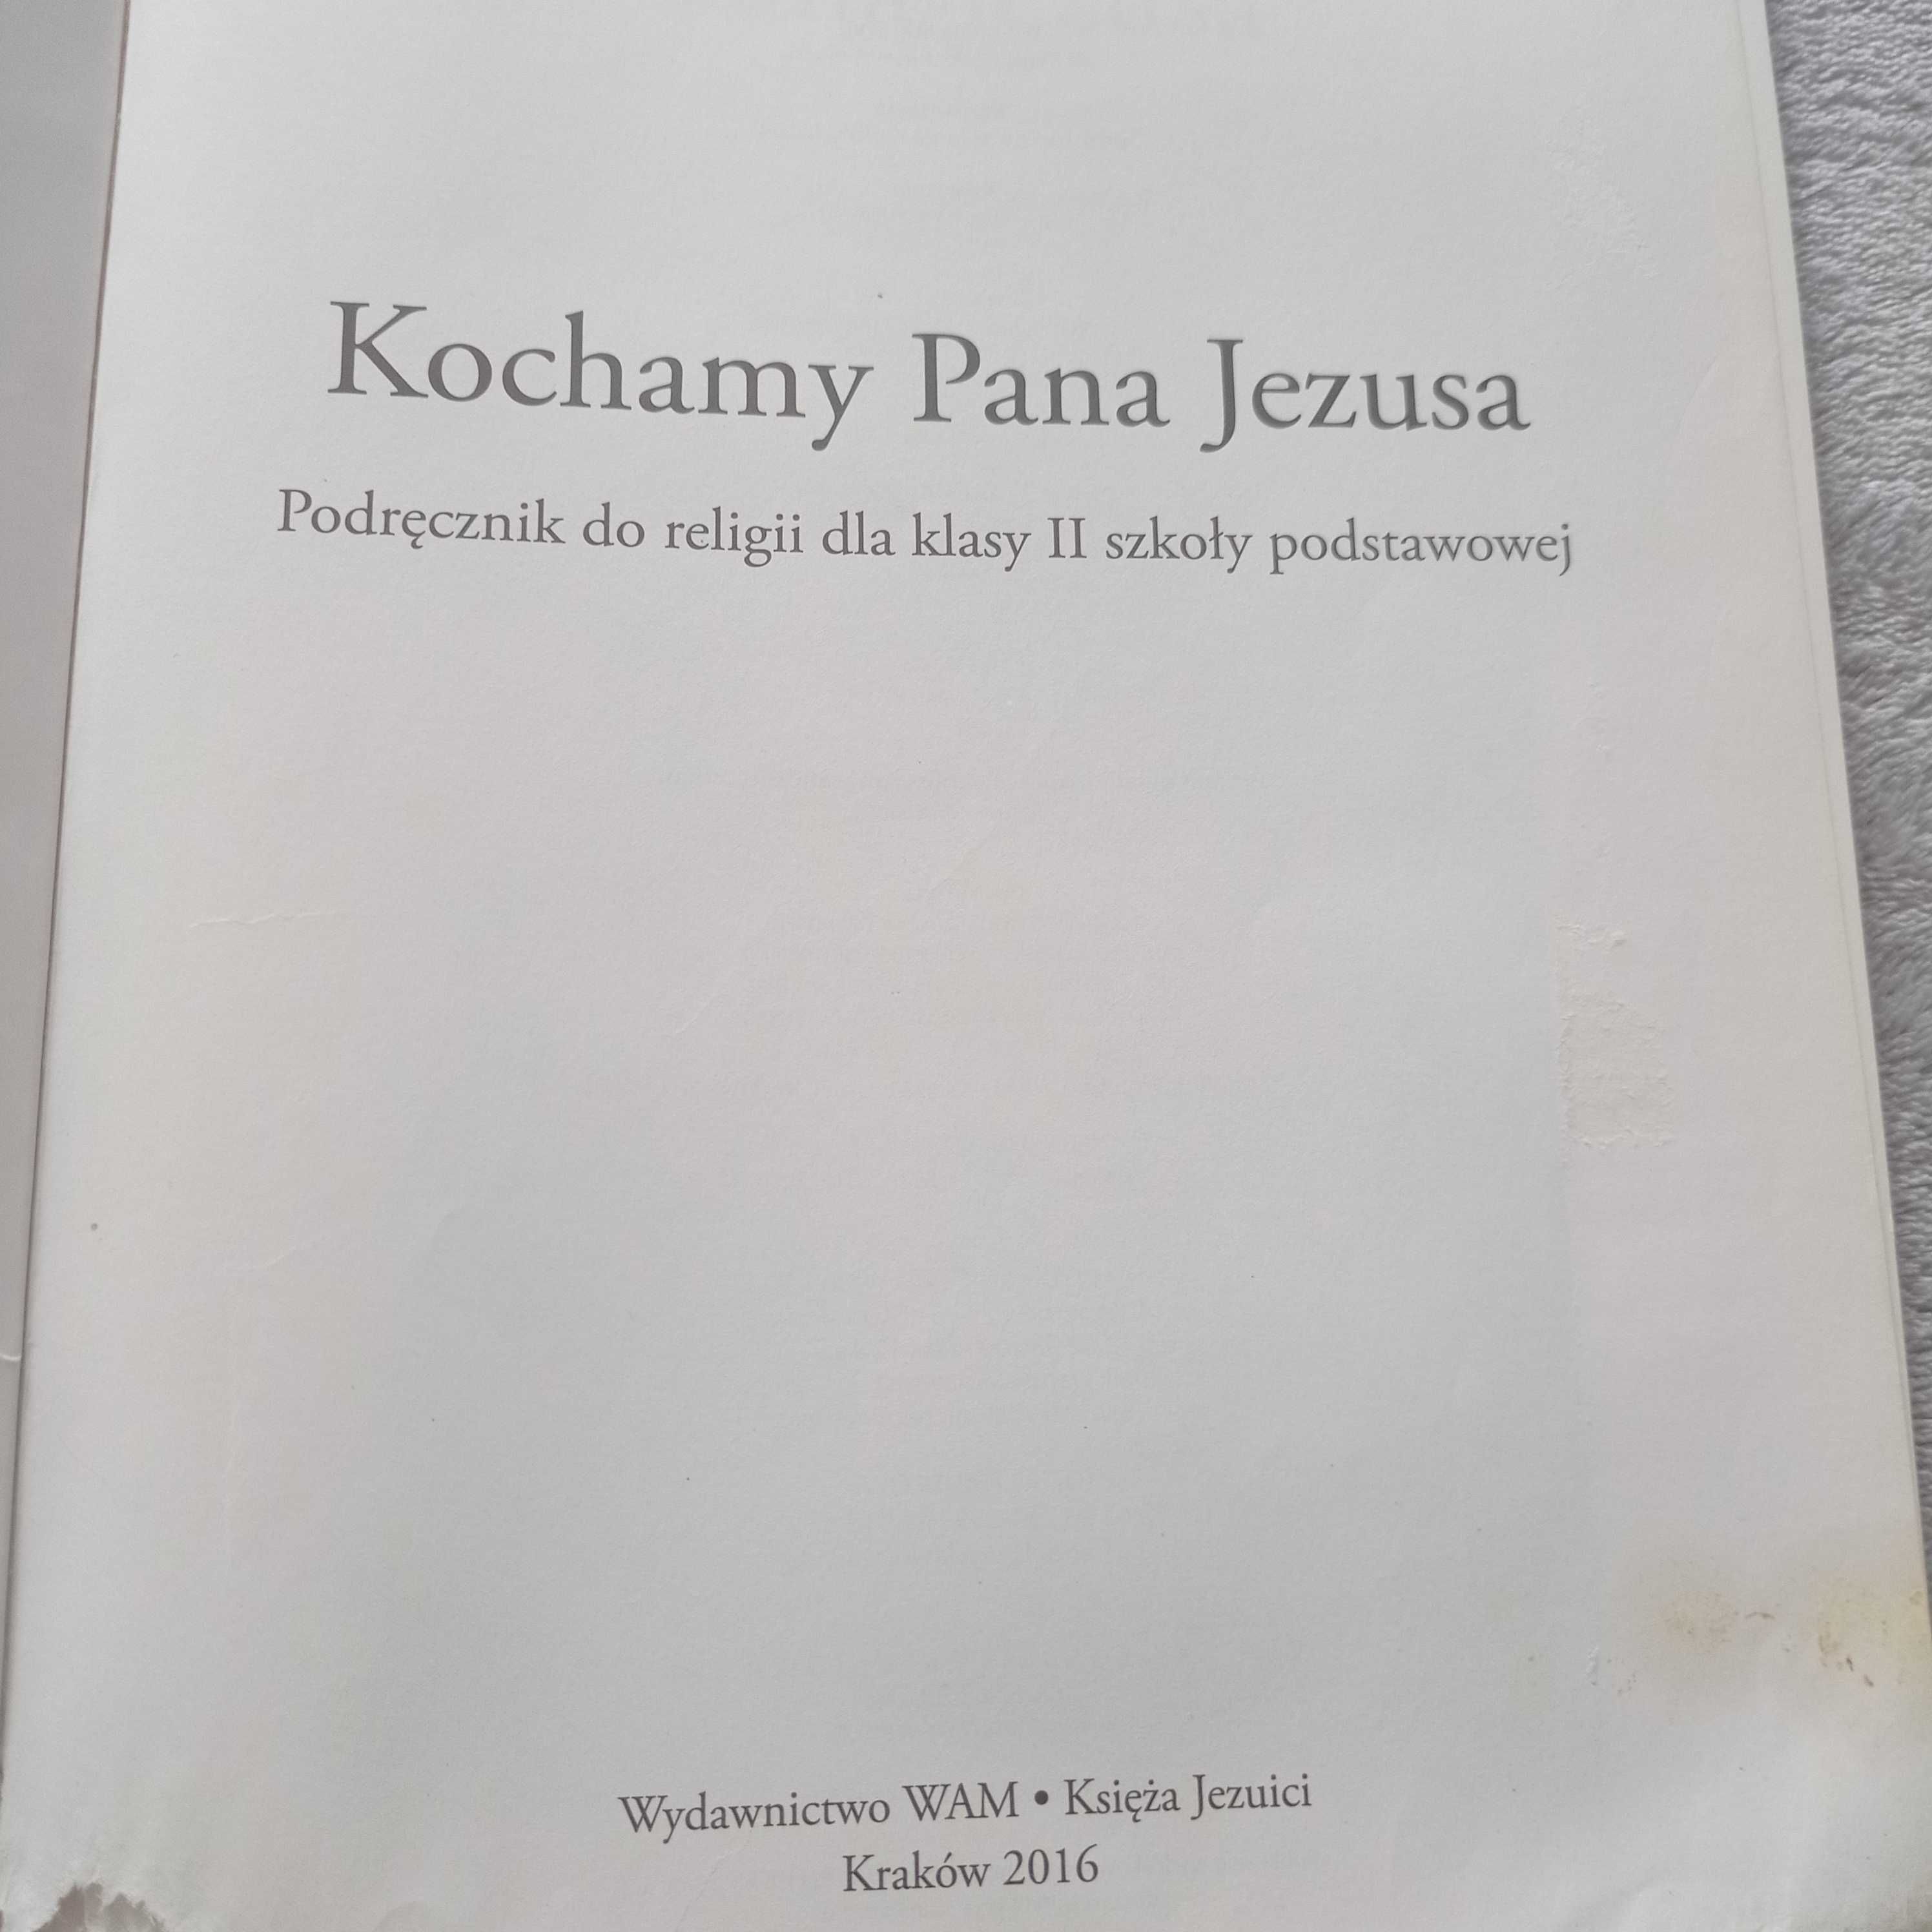 Kochamy Pana Jezusa
Podręcznik do religii dla klasy II szkoły podstawowej
Wydawnictwo WAM • Księża Jezuici
Kraków 2016